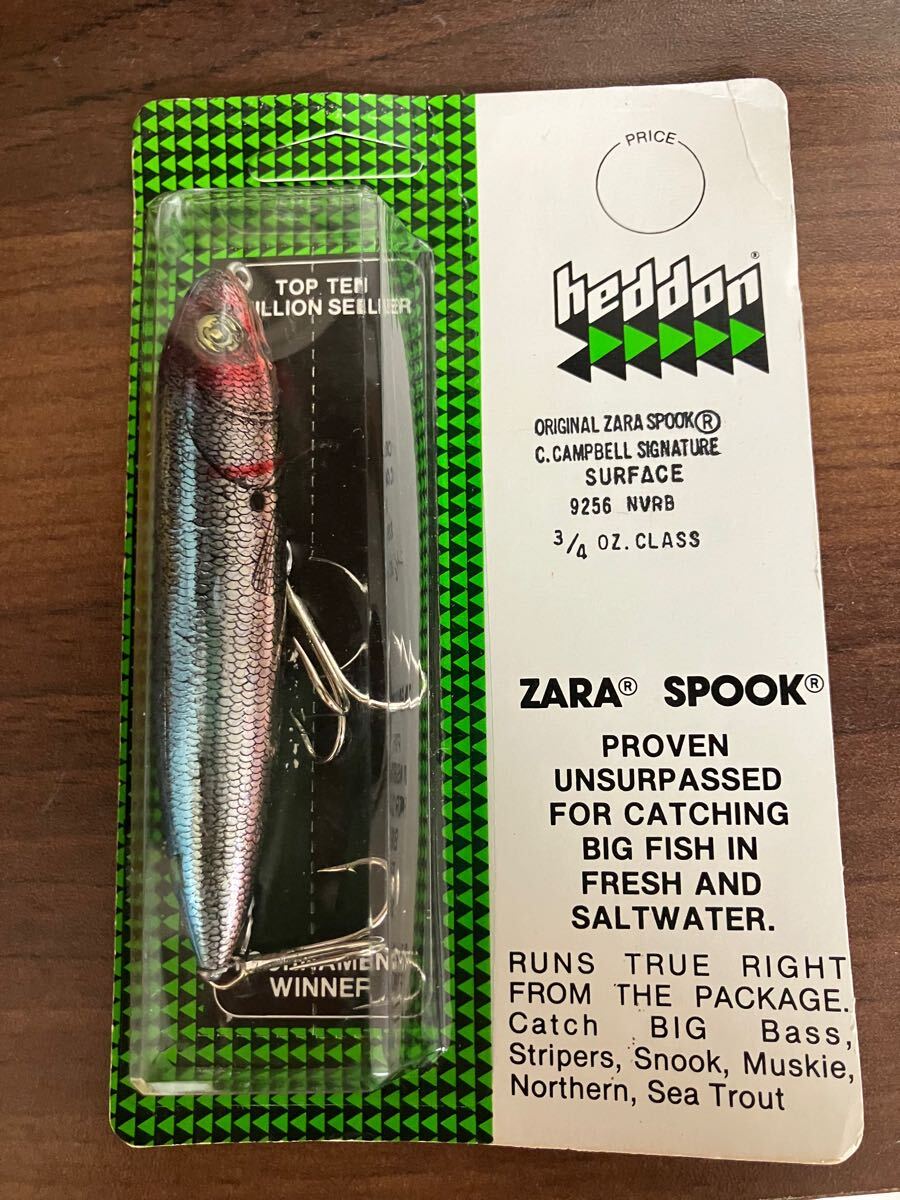 TOP TEN
SELLER
WINNER
PRICE
heddon®
ORIGINAL ZARA SPOOK®
C. CAMPBELL SIGNATURE
SURFACE
9256 NVRB
3/4 OZ. CLASS
ZARA® SPOOK®
PROVEN
UNSURPASSED
FOR CATCHING
BIG FISH IN
FRESH AND
SALTWATER.
RUNS TRUE RIGHT
FROM THE PACKAGE.
Catch BIG Bass,
Stripers, Snook, Muskie,
Northern, Sea Trout